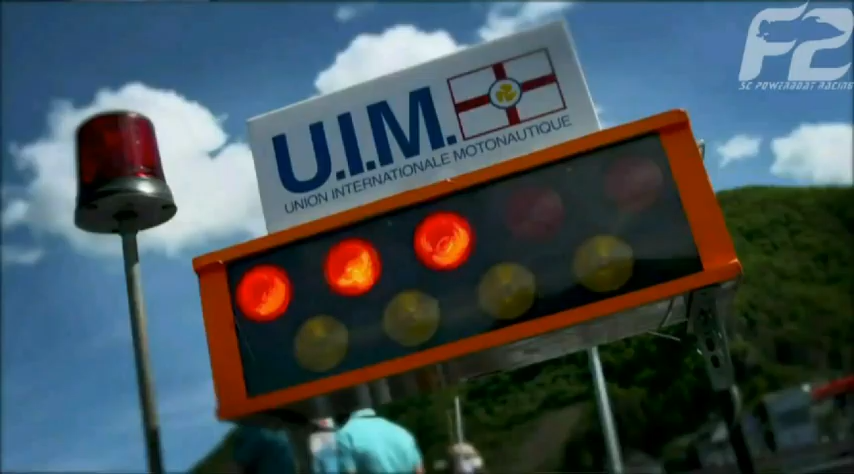 F2
SC POWERBOAT RACING
U.I.M.
UNION INTERNATIONALE MOTONAUTIQUE